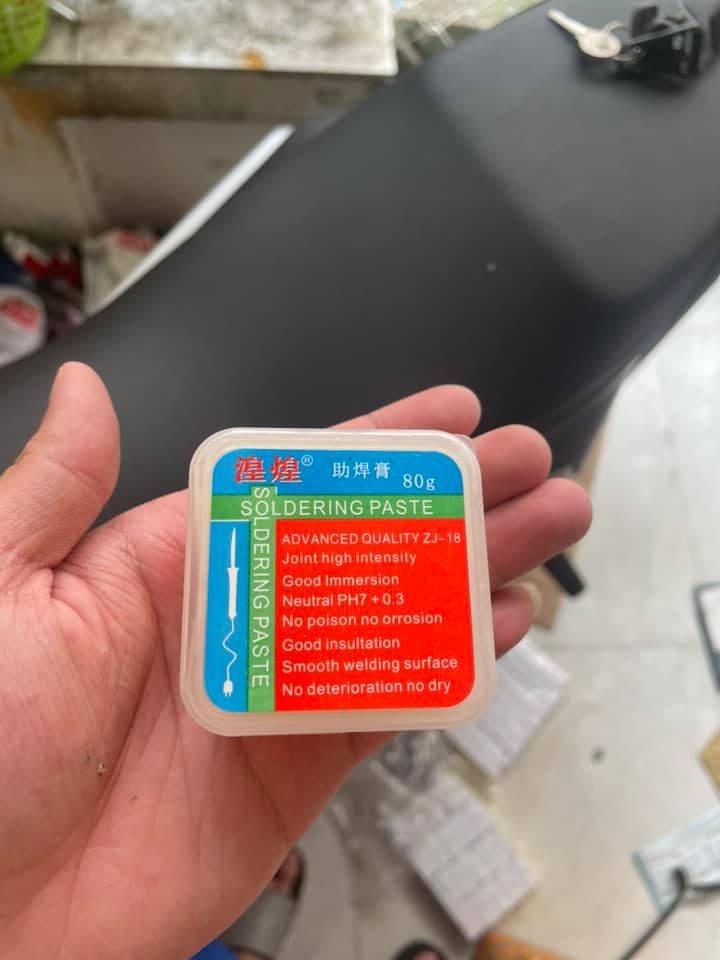 湟煌® 助焊膏 80g
SOLDERING PASTE
SOLDERING PASTE
ADVANCED QUALITY ZJ-18
Joint high intensity
Good Immersion
Neutral PH7 + 0.3
No poison no orrosion
Good insultation
Smooth welding surface
No deterioration no dry